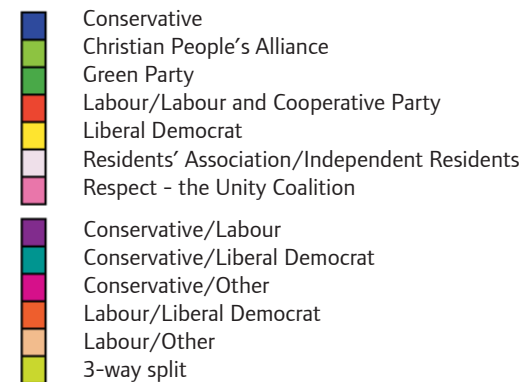 Conservative
Christian People's Alliance
Green Party
Labour/Labour and Cooperative Party
Liberal Democrat
Residents' Association/Independent Residents
Respect - the Unity Coalition
Conservative/Labour
Conservative/Liberal Democrat
Conservative/Other
Labour/Liberal Democrat
Labour/Other
3-way split